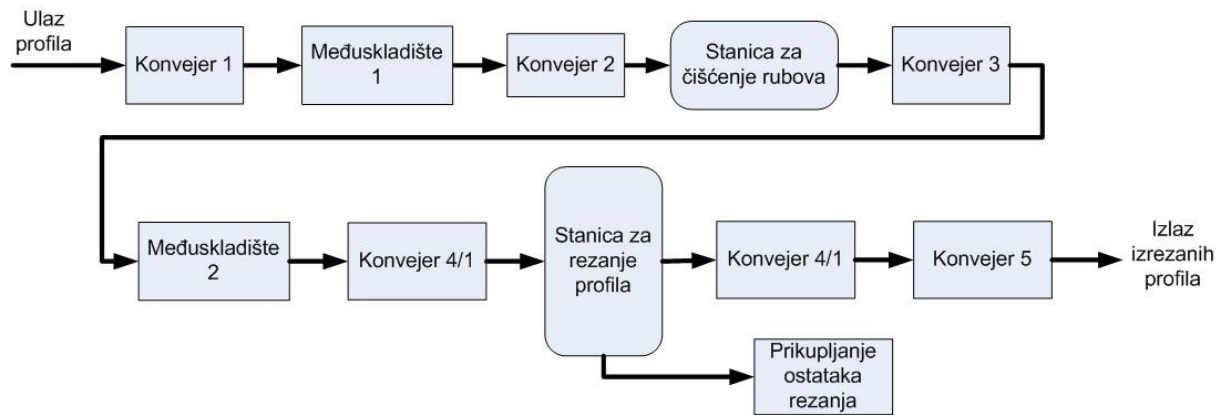 Ulaz
profila
Konvejer 1
Međuskladište
1
Konvejer 2
Stanica za
čišćenje rubova
Konvejer 3
Međuskladište
2
Konvejer 4/1
Stanica za
rezanje
profila
Konvejer 4/1
Konvejer 5
Izlaz
izrezanih
profila
Prikupljanje
ostataka
rezanja